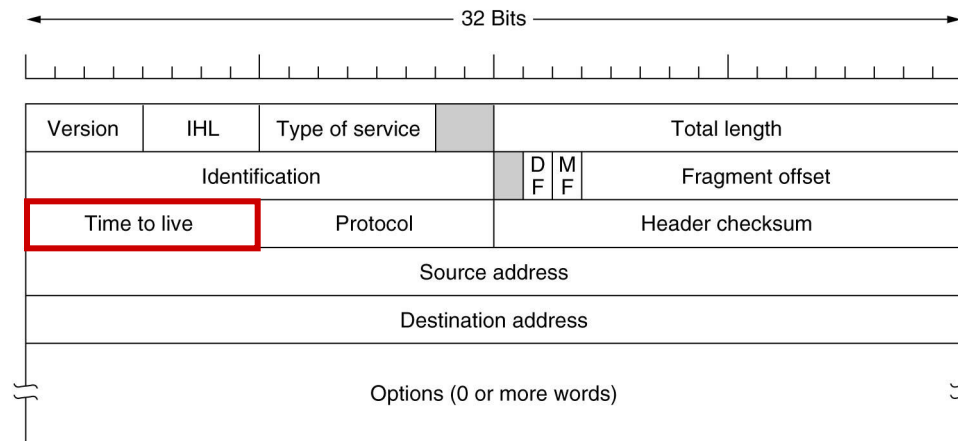 32 Bits
Version IHL Type of service Total length
Identification D F M F Fragment offset
Time to live Protocol Header checksum
Source address
Destination address
Options (0 or more words)